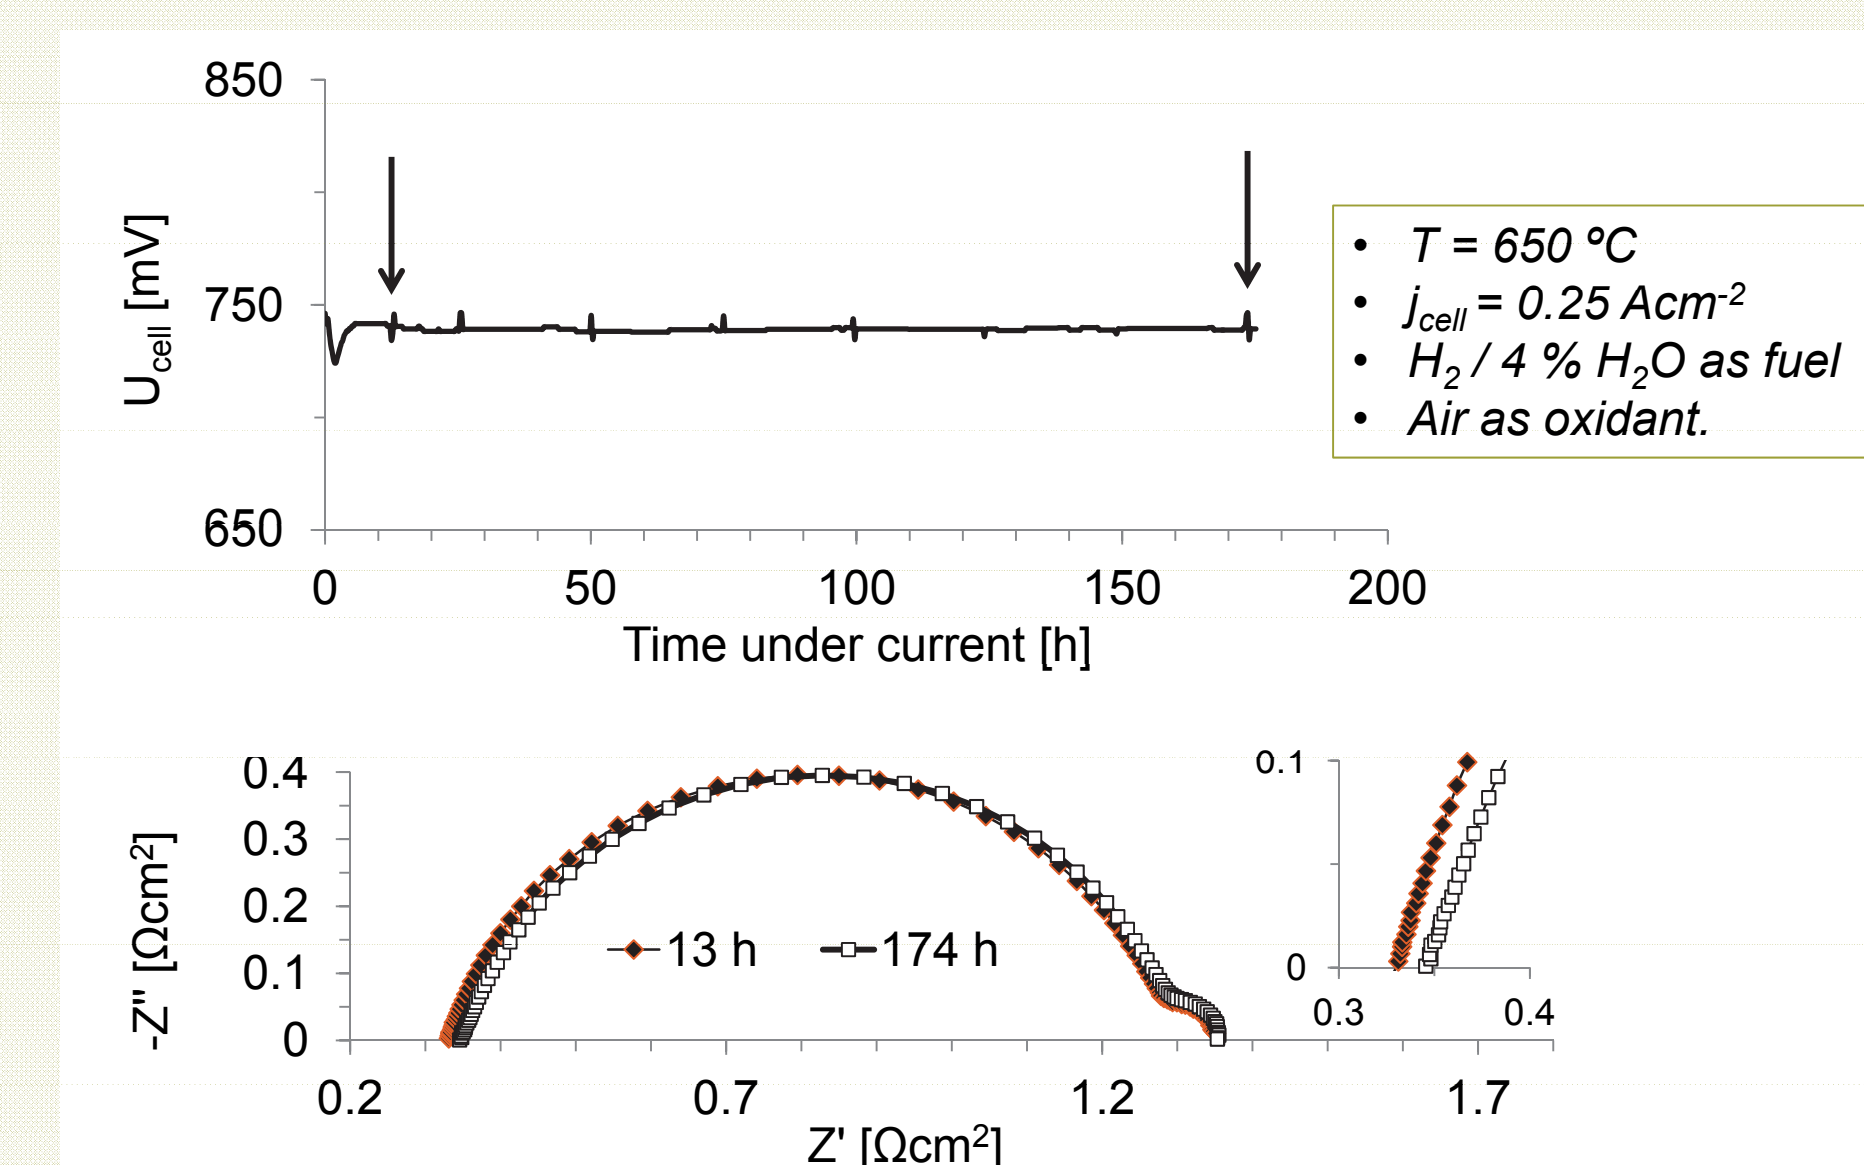 850
750
650
U_cell [mV]
0 50 100 150 200
Time under current [h]
• T = 650 ºC
• j_cell = 0.25 Acm⁻²
• H₂ / 4 % H₂O as fuel
• Air as oxidant.
0.4
0.3
0.2
0.1
0
-Z'' [Ωcm²]
13 h 174 h
0.2 0.7 1.2 1.7
Z' [Ωcm²]
0.1
0
0.3 0.4